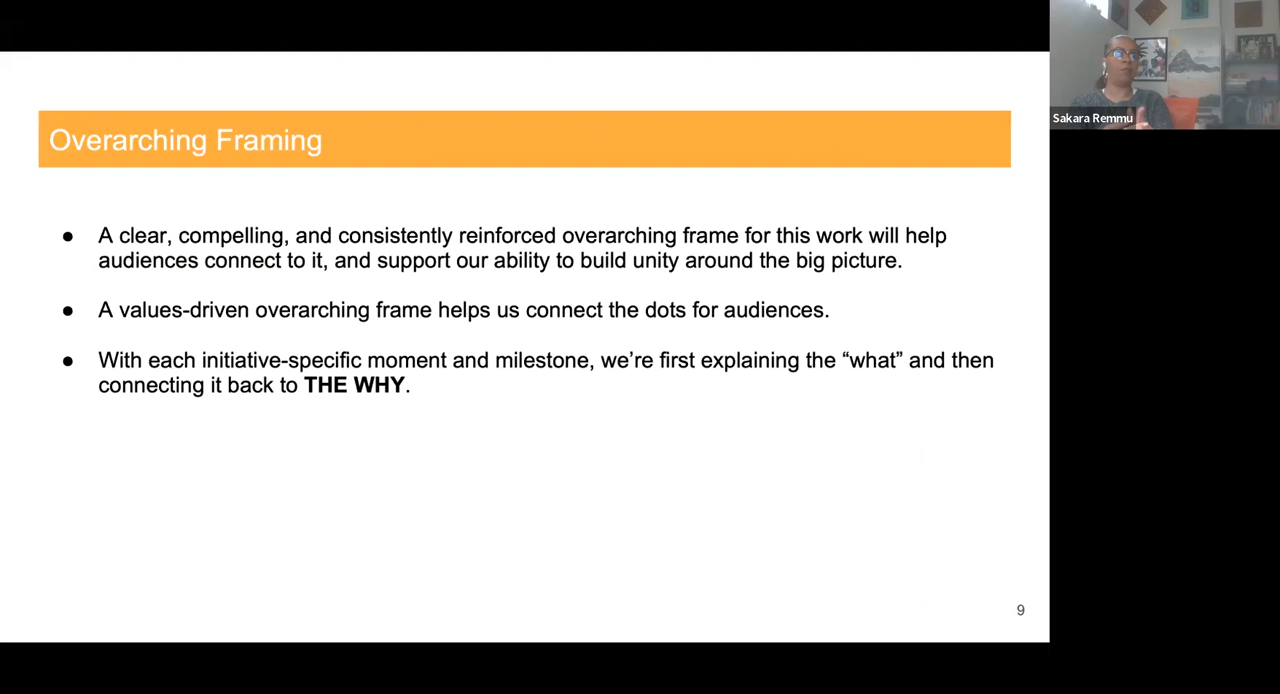 Overarching Framing
● A clear, compelling, and consistently reinforced overarching frame for this work will help
audiences connect to it, and support our ability to build unity around the big picture.
● A values-driven overarching frame helps us connect the dots for audiences.
● With each initiative-specific moment and milestone, we’re first explaining the “what” and then
connecting it back to THE WHY.
9
Sakara Remmu